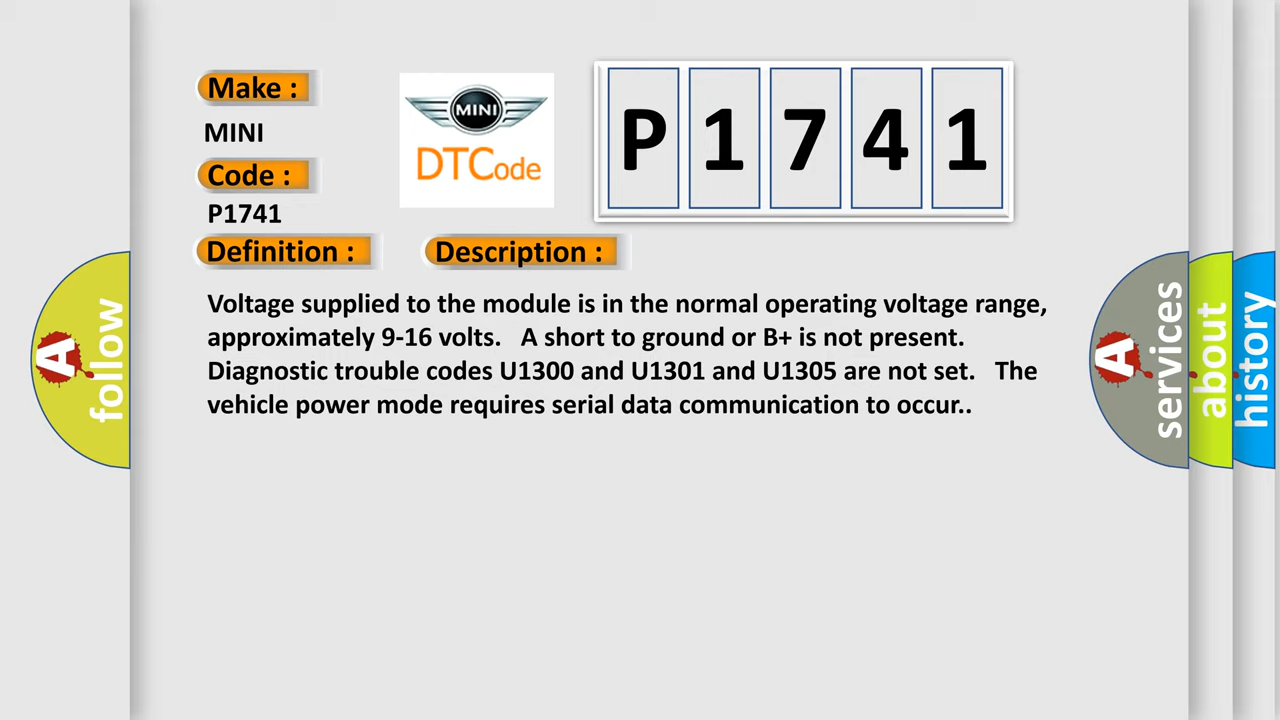 Make :
MINI
Code :
P1741
Definition :
Description :
MINI
DTCode
P 1 7 4 1
Voltage supplied to the module is in the normal operating voltage range,
approximately 9-16 volts   A short to ground or B+ is not present
Diagnostic trouble codes U1300 and U1301 and U1305 are not set   The
vehicle power mode requires serial data communication to occur..
A follow
A services
about
history